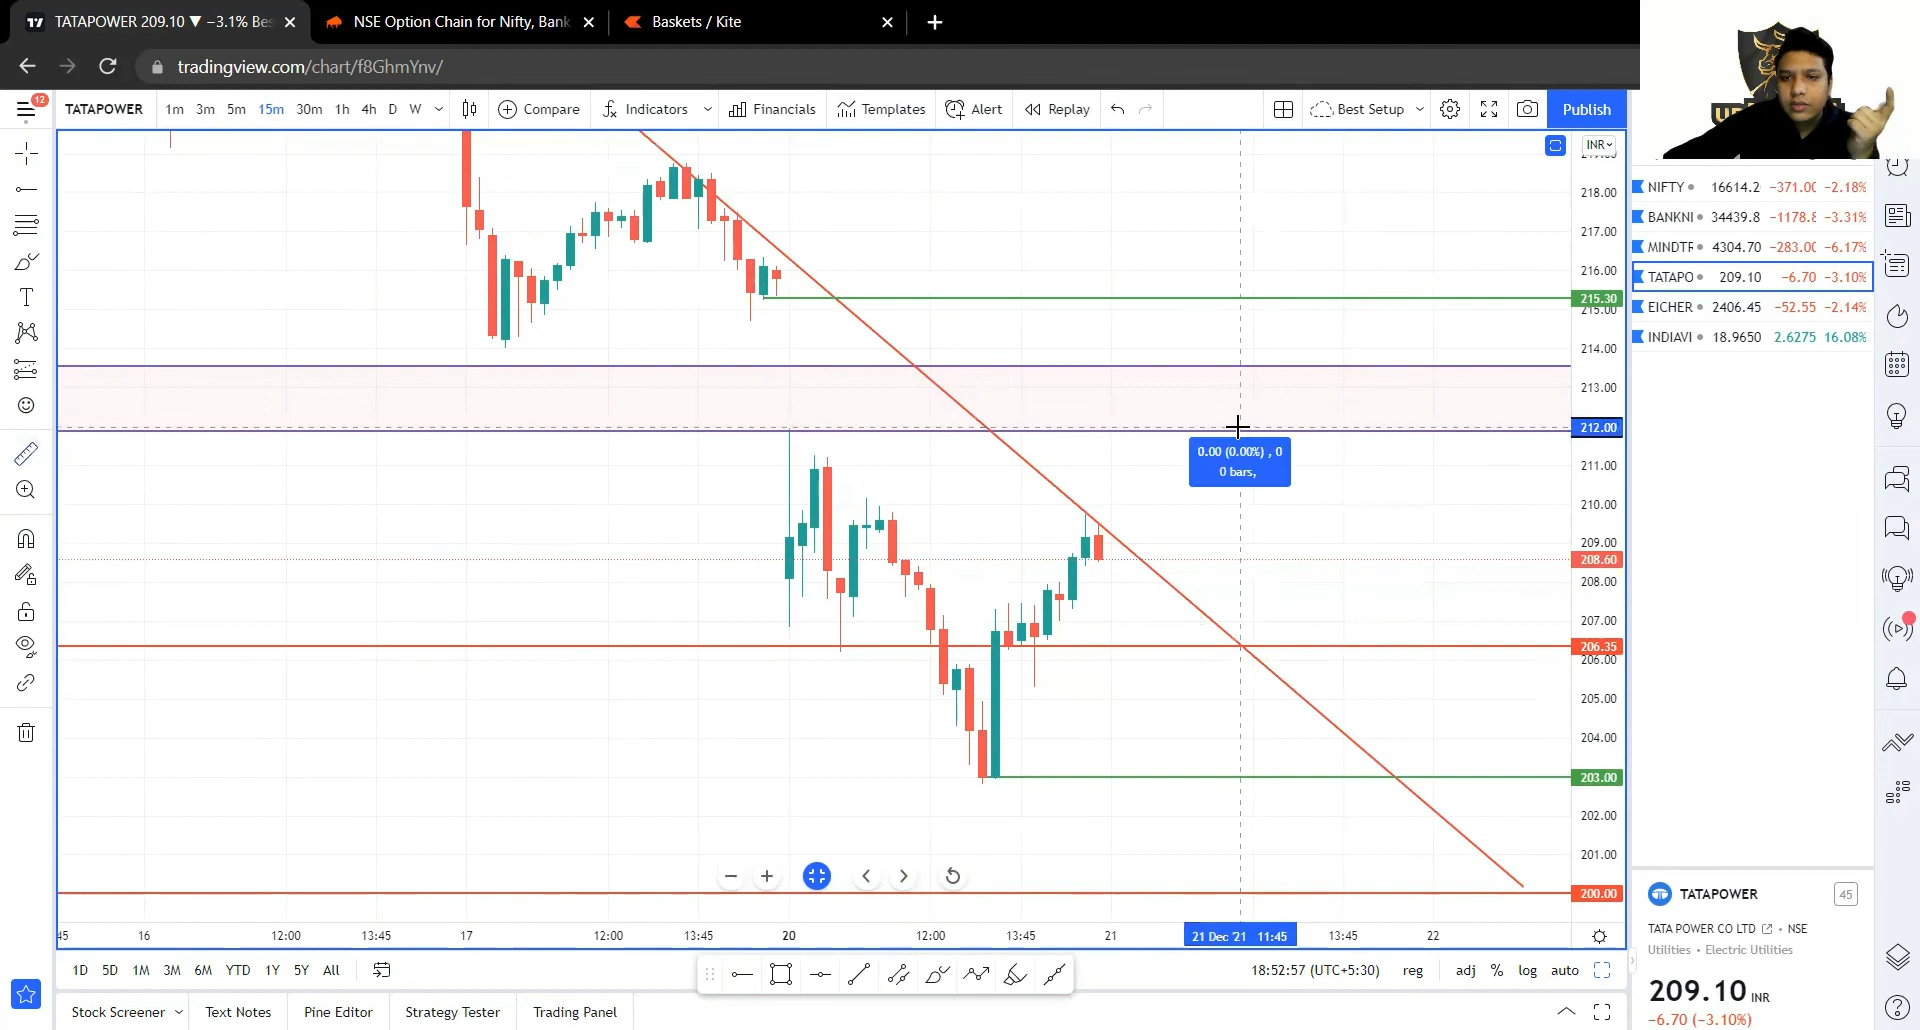 TATAPOWER 209.10 ▼ −3.1% Bes
NSE Option Chain for Nifty, Bank
Baskets / Kite
tradingview.com/chart/f8GhmYnv/
12
TATAPOWER 1m 3m 5m 15m 30m 1h 4h D W Compare Indicators Financials Templates Alert Replay Best Setup Publish
INR
218.00
217.00
216.00
215.30
215.00
214.00
213.00
212.00
211.00
210.00
209.00
208.60
208.00
207.00
206.35
206.00
205.00
204.00
203.00
202.00
201.00
200.00
0.00 (0.00%) , 0
0 bars,
NIFTY 16614.2 −371.00 −2.18%
BANKNI 34439.8 −1178.8 −3.31%
MINDTF 4304.70 −283.00 −6.17%
TATAPO 209.10 −6.70 −3.10%
EICHER 2406.45 −52.55 −2.14%
INDIAVI 18.9650 2.6275 16.08%
:45 16 12:00 13:45 17 12:00 13:45 20 12:00 13:45 21 21 Dec '21 11:45 13:45 22
1D 5D 1M 3M 6M YTD 1Y 5Y All
18:52:57 (UTC+5:30) reg adj % log auto
Stock Screener Text Notes Pine Editor Strategy Tester Trading Panel
TATAPOWER 45
TATA POWER CO LTD • NSE
Utilities • Electric Utilities
209.10 INR
−6.70 (−3.10%)